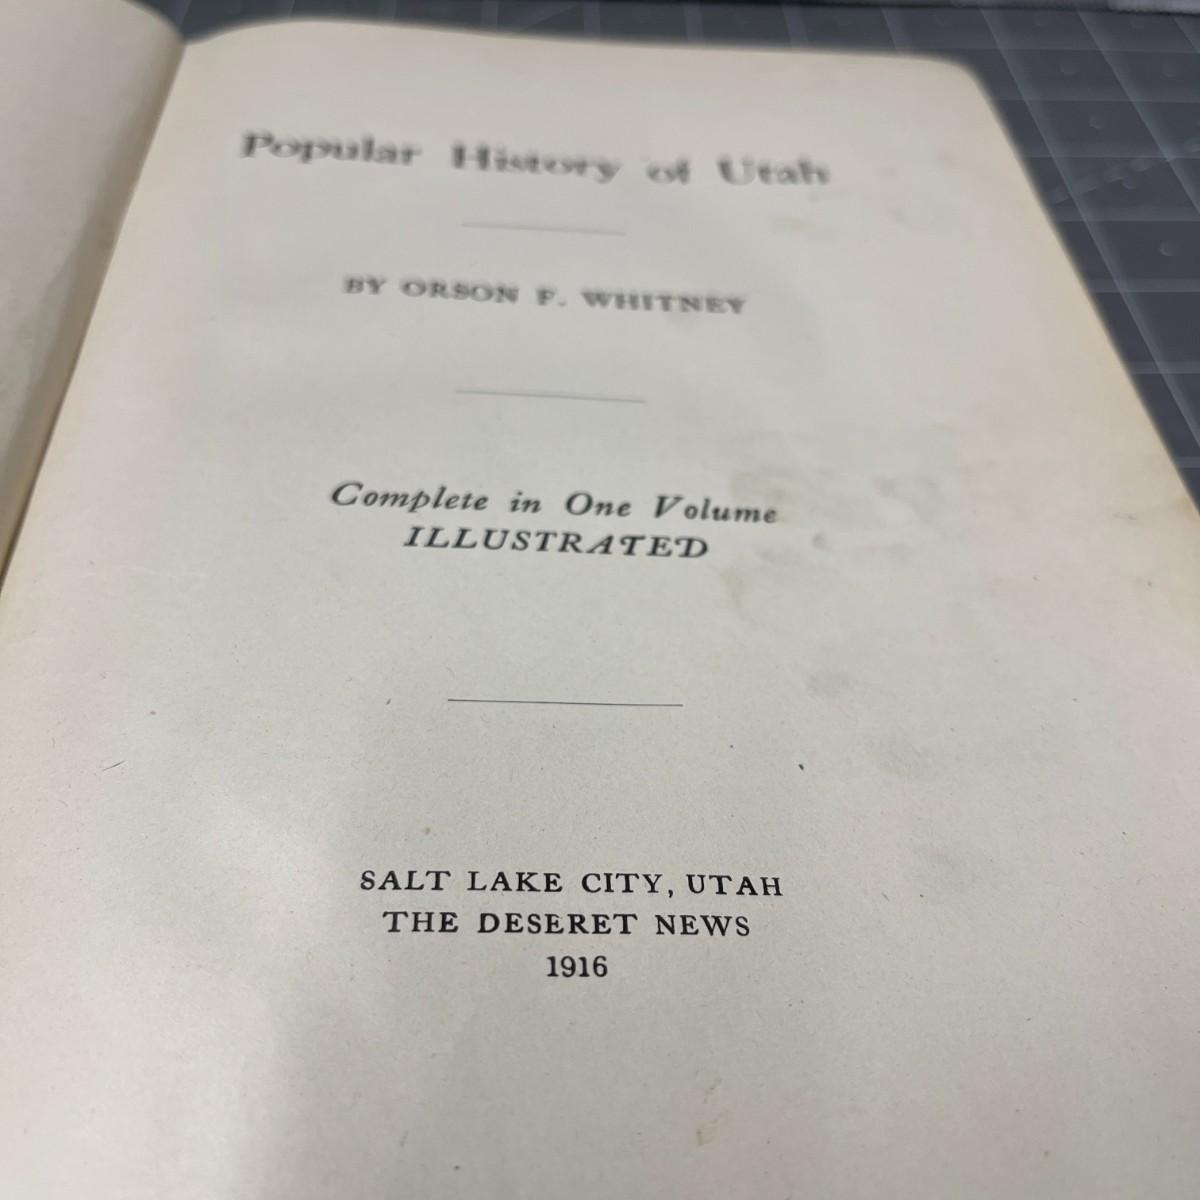 Popular History of Utah
BY ORSON F. WHITNEY
Complete in One Volume
ILLUSTRATED
SALT LAKE CITY, UTAH
THE DESERET NEWS
1916